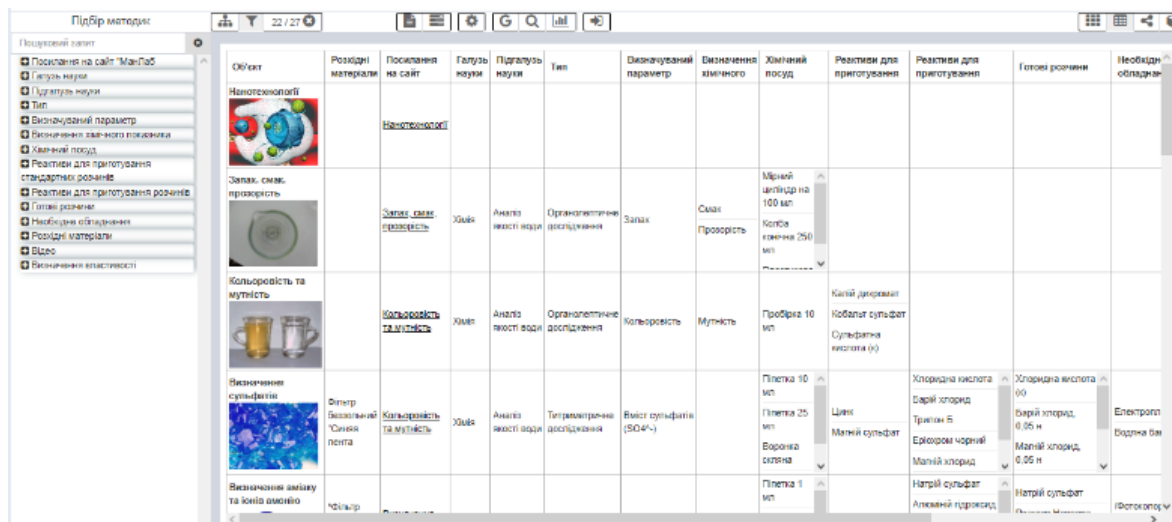 Підбір методик
22 / 27
Пошуковий запит
Посилання на сайт "МанЛаб
Галузь науки
Підгалузь науки
Тип
Визначуваний параметр
Визначення хімічного показника
Хімічний посуд
Реактиви для приготування
стандартних розчинів
Реактиви для приготування розчинів
Готові розчини
Необхідне обладнання
Розхідні матеріали
Відео
Визначення властивості
Об'єкт
Розхідні
матеріали
Посилання
на сайт
Галузь
науки
Підгалузь
науки
Тип
Визначуваний
параметр
Визначення
хімічного
Хімічний
посуд
Реактиви для
приготування
Реактиви для
приготування
Готові розчини
Необхідн
обладнан
Нанотехнології
Нанотехнології
Запах, смак,
прозорість
Запах, смак,
прозорість
Хімія
Аналіз
якості води
Органолептичне
дослідження
Запах
Смак
Прозорість
Мірний
циліндр на
100 мл
Колба
конічна 250
мл
Кольоровість та
мутність
Кольоровість
та мутність
Хімія
Аналіз
якості води
Органолептичне
дослідження
Кольоровість
Мутність
Пробірка 10
мл
Калій дихромат
Кобальт сульфат
Сульфатна
кислота (к)
Визначення
сульфатів
Фільтр
беззольний
"Синяя
лента
Кольоровість
та мутність
Хімія
Аналіз
якості води
Титриметричне
дослідження
Вміст сульфатів
(SO4²-)
Піпетка 10
мл
Піпетка 25
мл
Воронка
скляна
Цинк
Магній сульфат
Хлоридна кислота
Барій хлорид
Трилон Б
Еріохром чорний
Магній хлорид
Хлоридна кислота
(к)
Барій хлорид,
0,05 н
Магній хлорид,
0,05 н
Електропл
Водяна бан
Визначення аміаку
та іонів амонію
"Фільтр
Піпетка 1
мл
Натрій сульфат
Алюміній гідроксид
Натрій сульфат